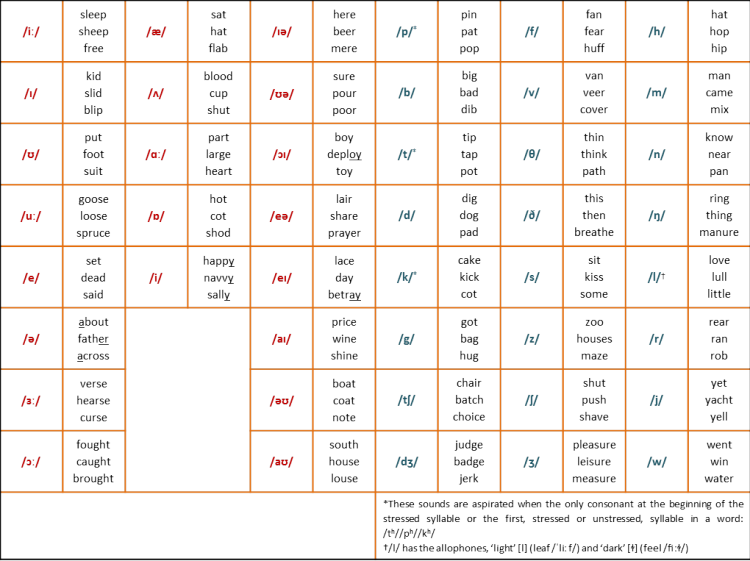 sleep sat here pin fan hat
/iː/ sheep /æ/ hat /ɪə/ beer /p/* pat /f/ fear /h/ hop
free flab mere pop huff hip
kid blood sure big van man
/ɪ/ slid /ʌ/ cup /ʊə/ pour /b/ bad /v/ veer /m/ came
blip shut poor dib cover mix
put part boy tip thin know
/ʊ/ foot /ɑː/ large /ɔɪ/ deploy /t/* tap /θ/ think /n/ near
suit heart toy pot path pan
goose hot lair dig this ring
/uː/ loose /ɒ/ cot /eə/ share /d/ dog /ð/ then /ŋ/ thing
spruce shod prayer pad breathe manure
set happy lace cake sit love
/e/ dead /i/ navvy /eɪ/ day /k/* kick /s/ kiss /l/† lull
said sally betray cot some little
about price got zoo rear
/ə/ father /aɪ/ wine /g/ bag /z/ houses /r/ ran
across shine hug maze rob
verse boat chair shut yet
/ɜː/ hearse /əʊ/ coat /tʃ/ batch /ʃ/ push /j/ yacht
curse note choice shave yell
fought south judge pleasure went
/ɔː/ caught /aʊ/ house /dʒ/ badge /ʒ/ leisure /w/ win
brought louse jerk measure water
*These sounds are aspirated when the only consonant at the beginning of the
stressed syllable or the first, stressed or unstressed, syllable in a word:
/tʰ//pʰ//kʰ/
†/l/ has the allophones, 'light' [l] (leaf /ˈliː f/) and 'dark' [ɫ] (feel /fiːɫ/)